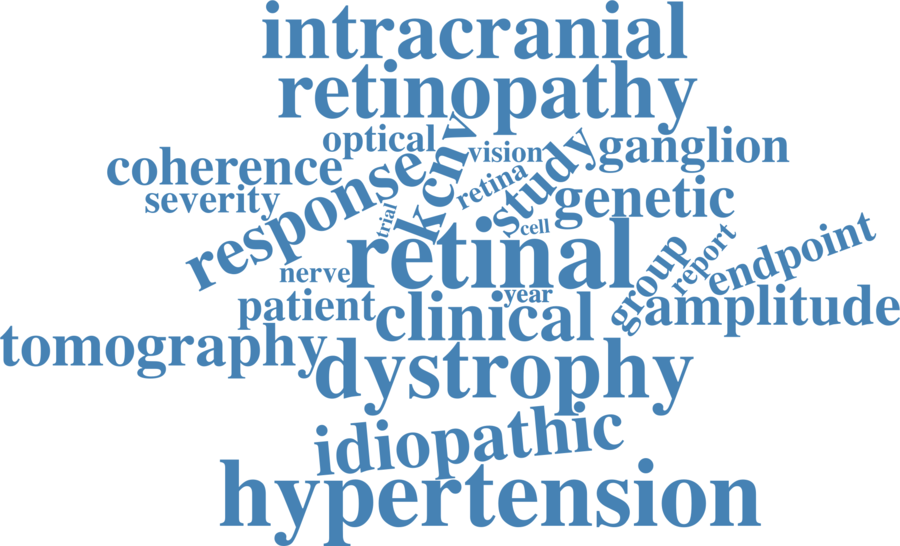 intracranial
retinopathy
optical
vision
study
ganglion
coherence
response
kcnv
retina
severity
genetic
trial
cell
retinal
group
report
endpoint
nerve
year
patient
clinical
amplitude
tomography
dystrophy
idiopathic
hypertension